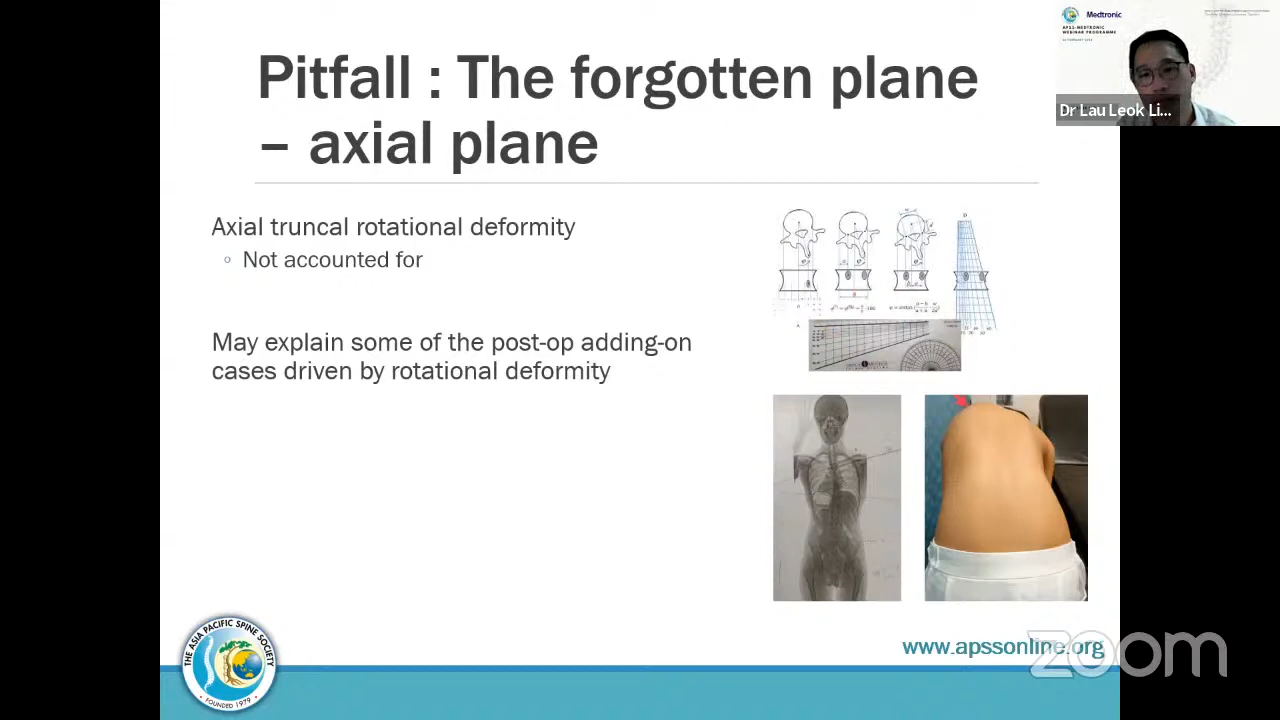 Pitfall : The forgotten plane
– axial plane
Axial truncal rotational deformity
Not accounted for
May explain some of the post-op adding-on
cases driven by rotational deformity
Medtronic
APSS-MEDTRONIC
WEBINAR PROGRAMME
Dr Lau Leok Li...
THE ASIA PACIFIC SPINE SOCIETY
FOUNDED 1979
www.apssonline.org
zoom